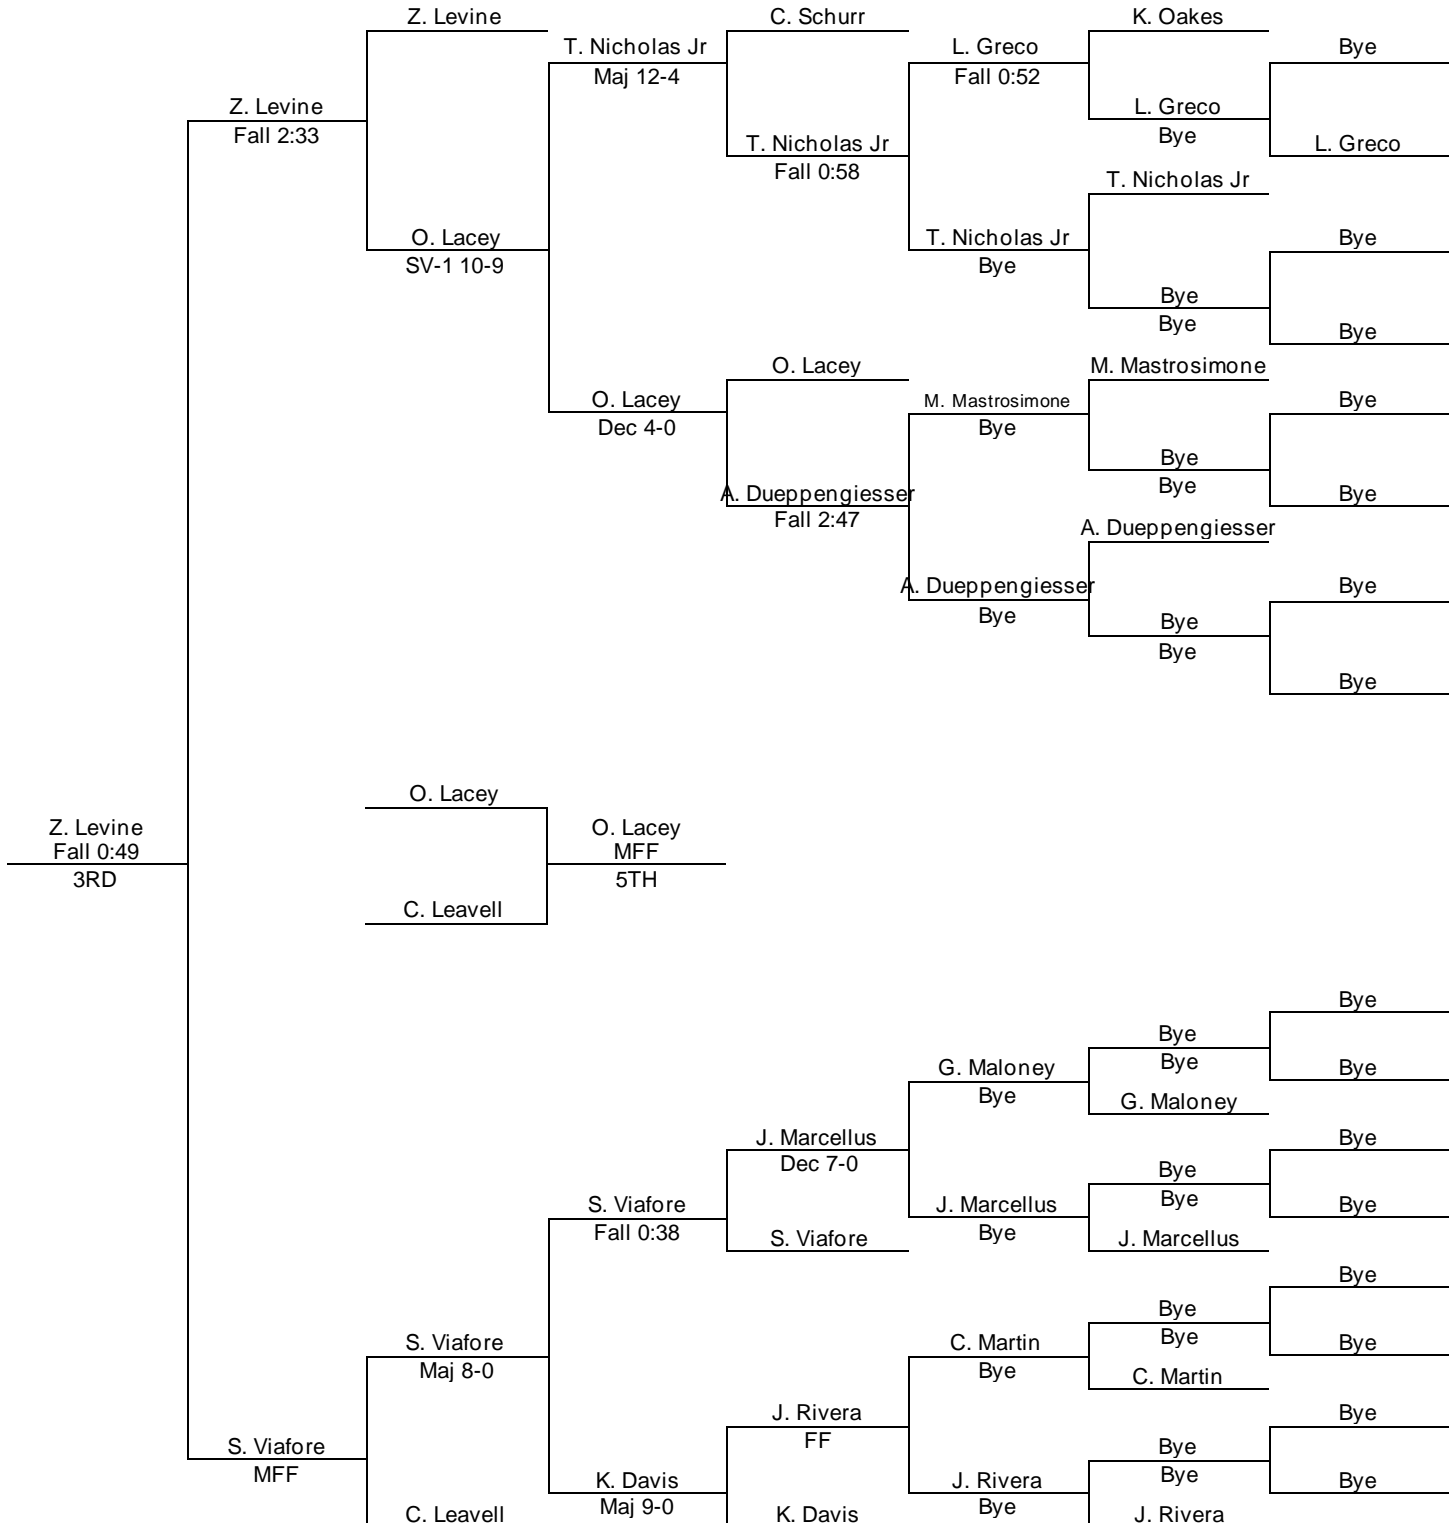 Z. Levine
C. Schurr
K. Oakes
T. Nicholas Jr
Maj 12-4
L. Greco
Fall 0:52
Bye
Z. Levine
Fall 2:33
L. Greco
Bye
T. Nicholas Jr
Fall 0:58
L. Greco
T. Nicholas Jr
O. Lacey
SV-1 10-9
T. Nicholas Jr
Bye
Bye
Bye
Bye
Bye
O. Lacey
M. Mastrosimone
O. Lacey
Dec 4-0
M. Mastrosimone
Bye
Bye
Bye
Bye
A. Dueppengiesser
Fall 2:47
Bye
A. Dueppengiesser
A. Dueppengiesser
Bye
Bye
Bye
Bye
Bye
O. Lacey
Z. Levine
Fall 0:49
3RD
O. Lacey
MFF
5TH
C. Leavell
Bye
Bye
Bye
G. Maloney
Bye
Bye
G. Maloney
J. Marcellus
Dec 7-0
Bye
Bye
Bye
S. Viafore
Fall 0:38
J. Marcellus
Bye
Bye
S. Viafore
J. Marcellus
Bye
Bye
Bye
S. Viafore
Maj 8-0
C. Martin
Bye
Bye
C. Martin
J. Rivera
FF
Bye
S. Viafore
MFF
Bye
Bye
K. Davis
Maj 9-0
J. Rivera
Bye
Bye
C. Leavell
K. Davis
J. Rivera